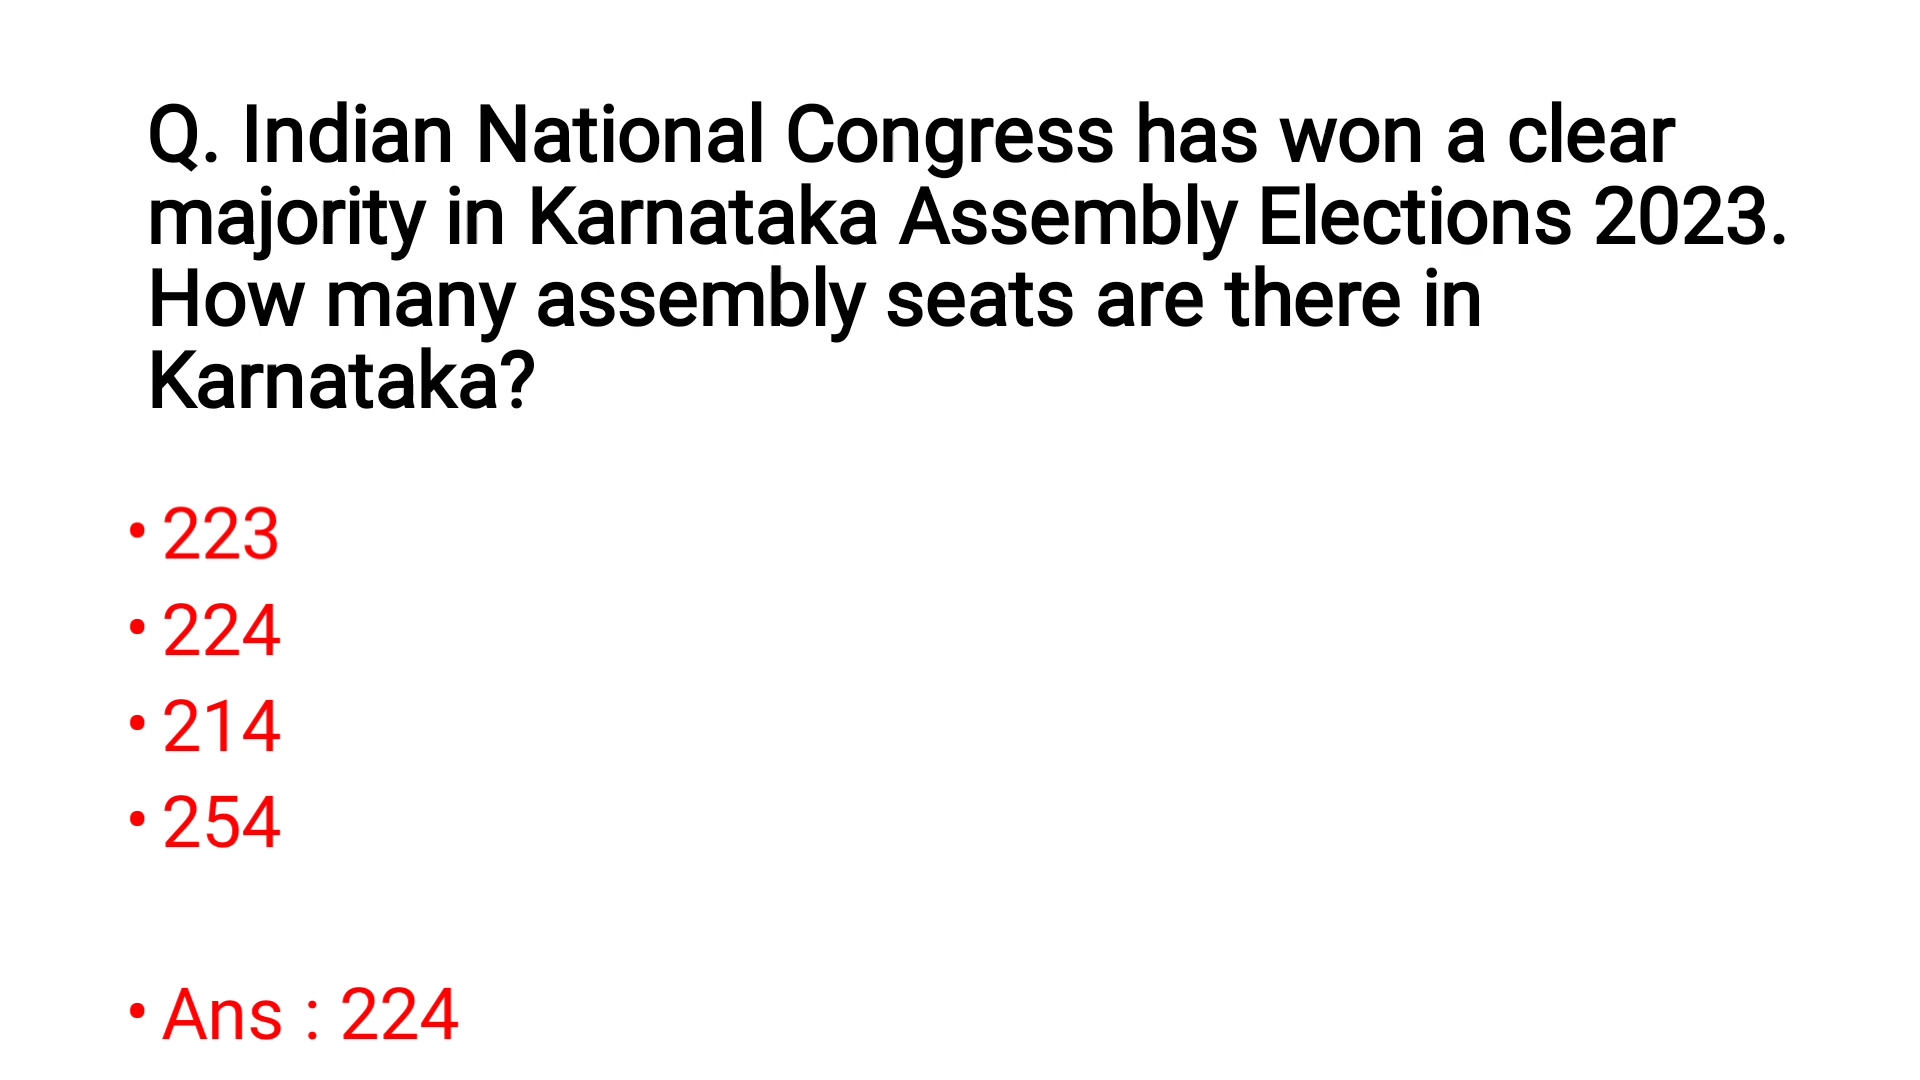 Q. Indian National Congress has won a clear
majority in Karnataka Assembly Elections 2023.
How many assembly seats are there in
Karnataka?
• 223
• 224
• 214
• 254
• Ans : 224